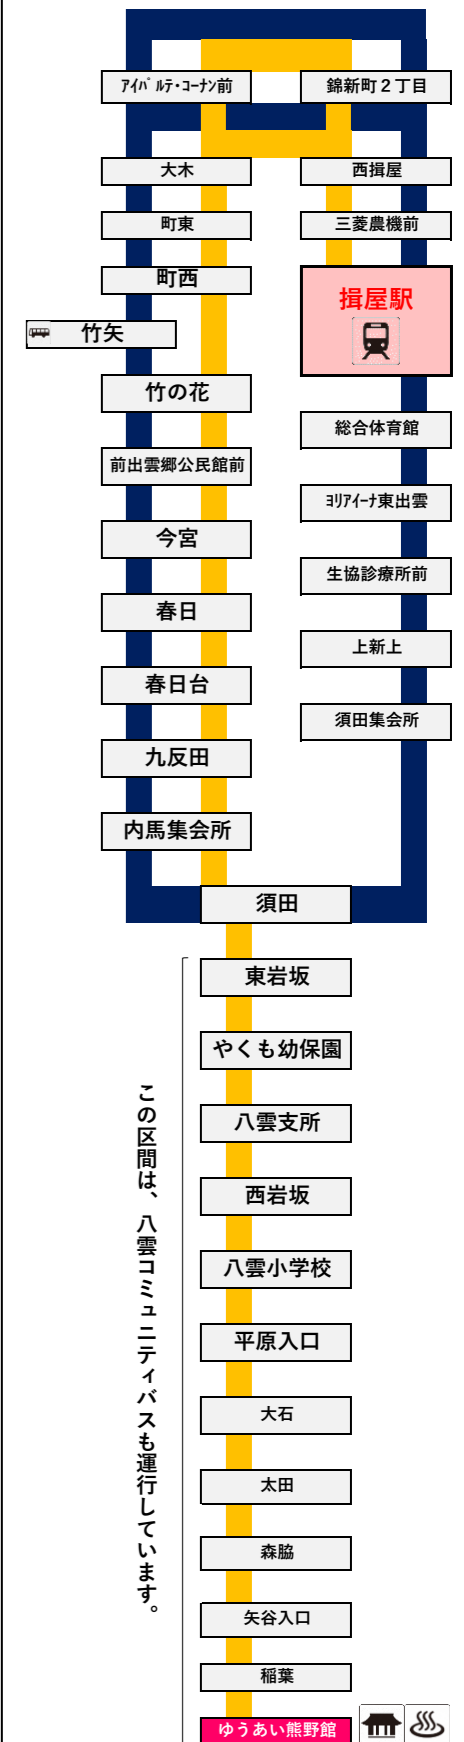 ｱｲﾊﾟﾙﾃ･ｺｰﾅﾝ前
錦新町２丁目
大木
西揖屋
町東
三菱農機前
町西
揖屋駅
竹矢
竹の花
総合体育館
前出雲郷公民館前
ﾖﾘｱｲｰﾅ東出雲
今宮
生協診療所前
春日
上新上
春日台
須田集会所
九反田
内馬集会所
須田
東岩坂
やくも幼保園
八雲支所
西岩坂
八雲小学校
平原入口
大石
太田
森脇
矢谷入口
稲葉
ゆうあい熊野館
この区間は、八雲コミュニティバスも運行しています。